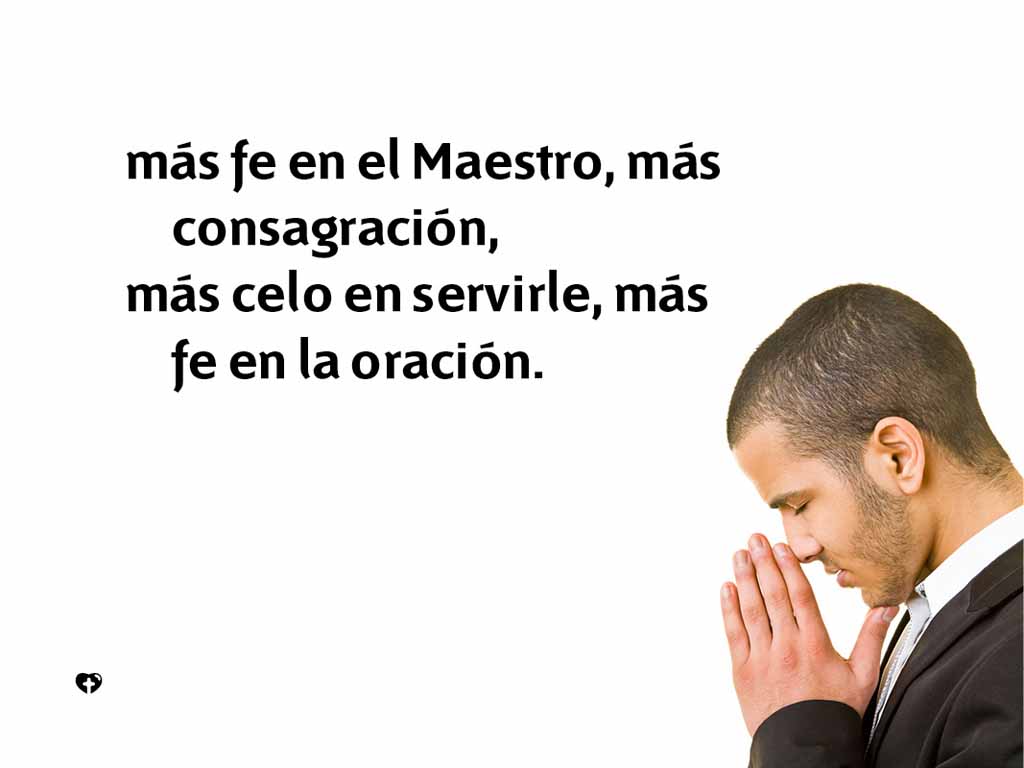 más fe en el Maestro, más
consagración,
más celo en servirle, más
fe en la oración.